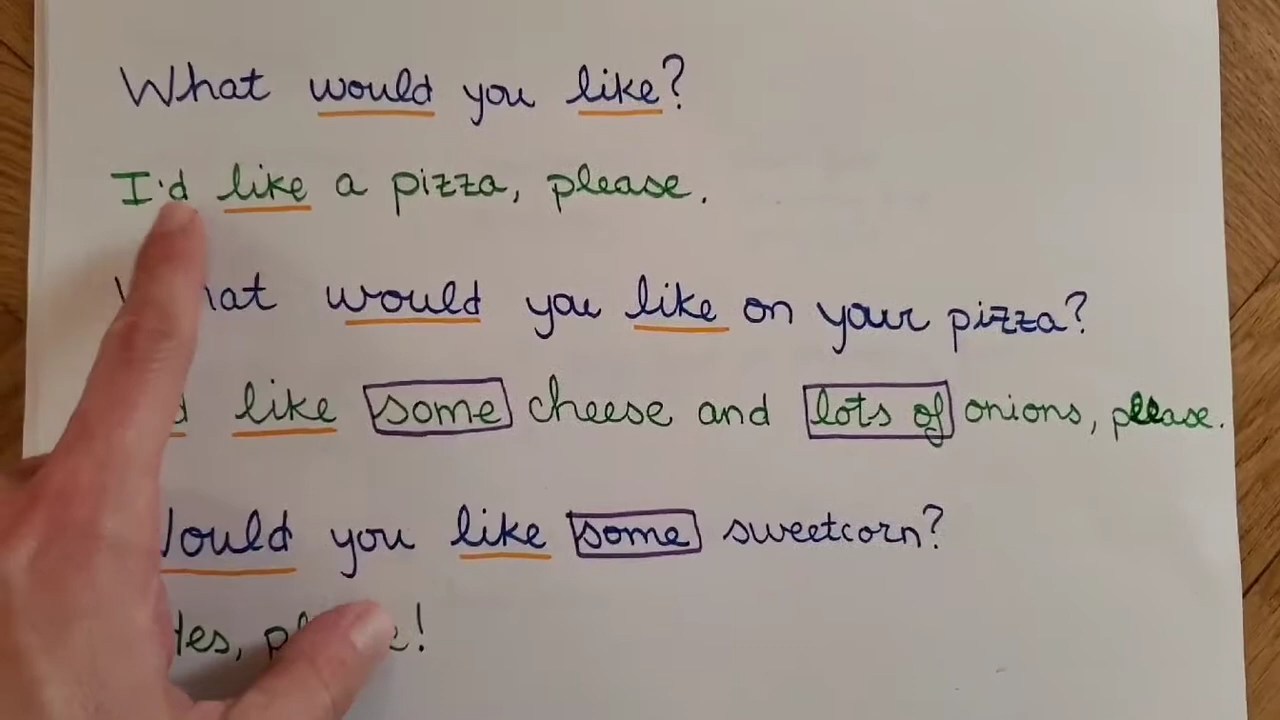 What would you like?
I'd like a pizza, please.
would you like on your pizza?
like some cheese and lots of onions, please.
you like some sweetcorn?